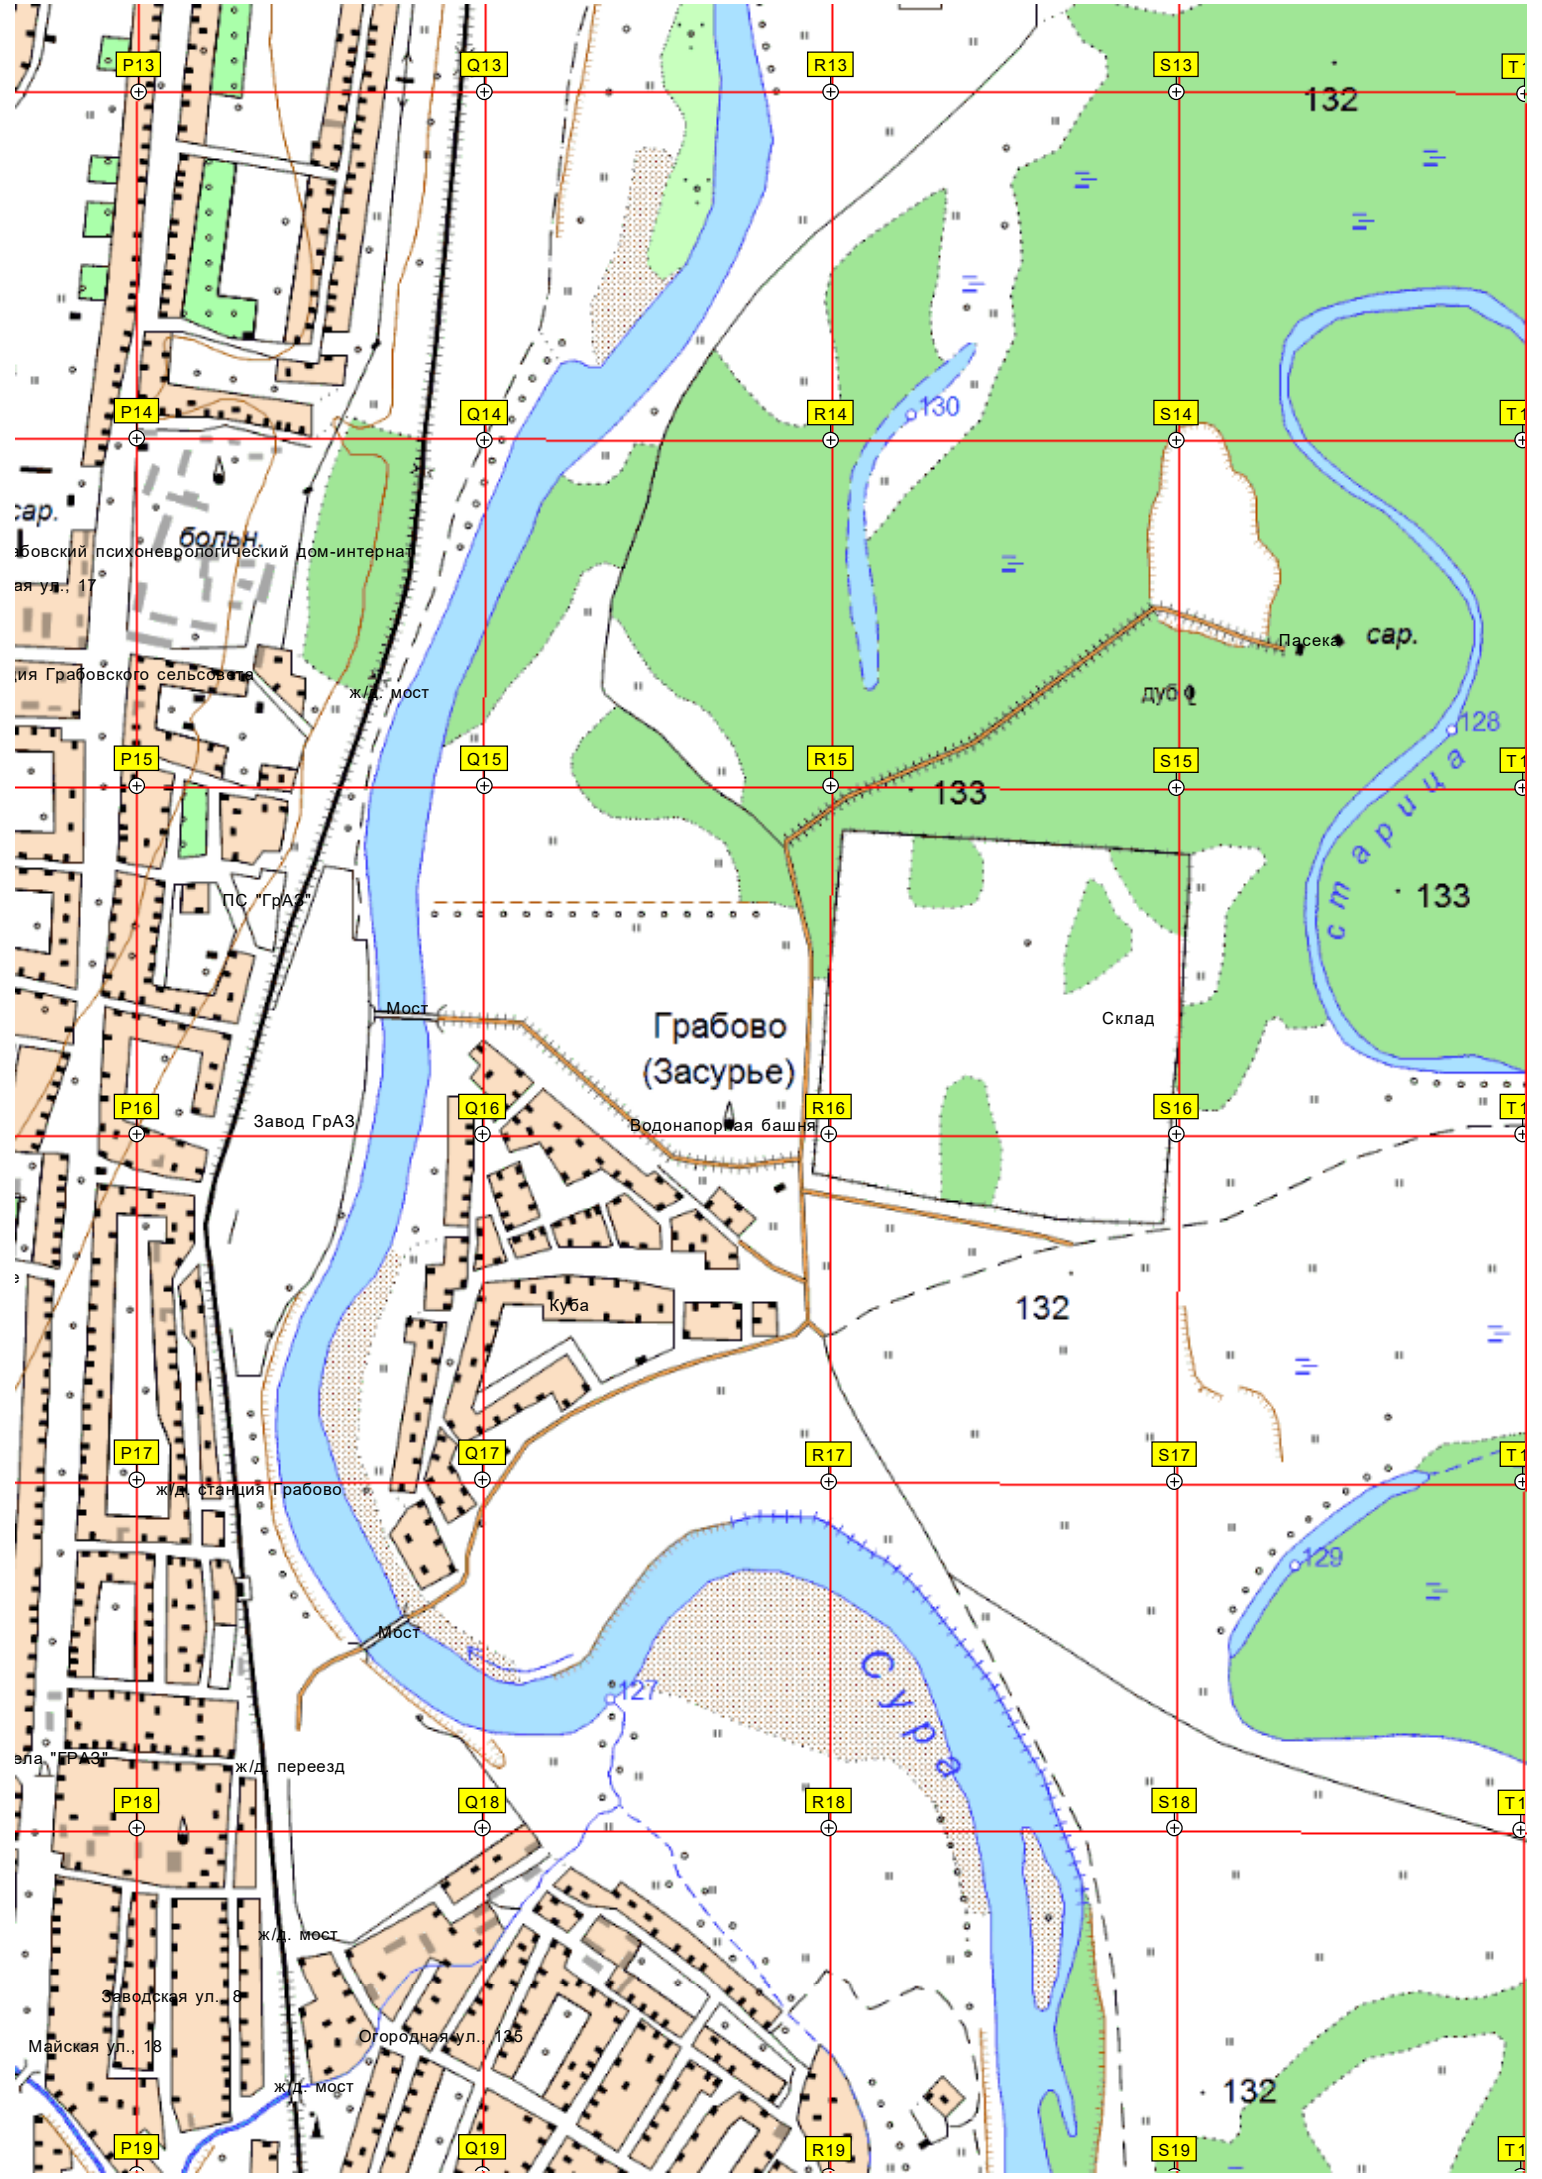 P13
Q13
R13
S13
132
P14
Q14
R14
130
S14
сар.
больн.
психоневрологический дом-интернат
ул., 17
Пасека
сар.
Грабовского сельсовета
ж/д. мост
дуб
128
P15
Q15
R15
S15
133
старица
133
ПС "ГрАЗ"
Мост
Грабово
(Засурье)
Склад
P16
Завод ГрАЗ
Q16
Водонапорная башня
R16
S16
Куба
132
P17
Q17
R17
S17
ж/д. станция Грабово
129
Мост
Сура
127
"ГРАЗ"
ж/д. переезд
P18
Q18
R18
S18
ж/д. мост
Заводская ул., 8
Огородная ул., 135
Майская ул., 18
ж/д. мост
132
P19
Q19
R19
S19